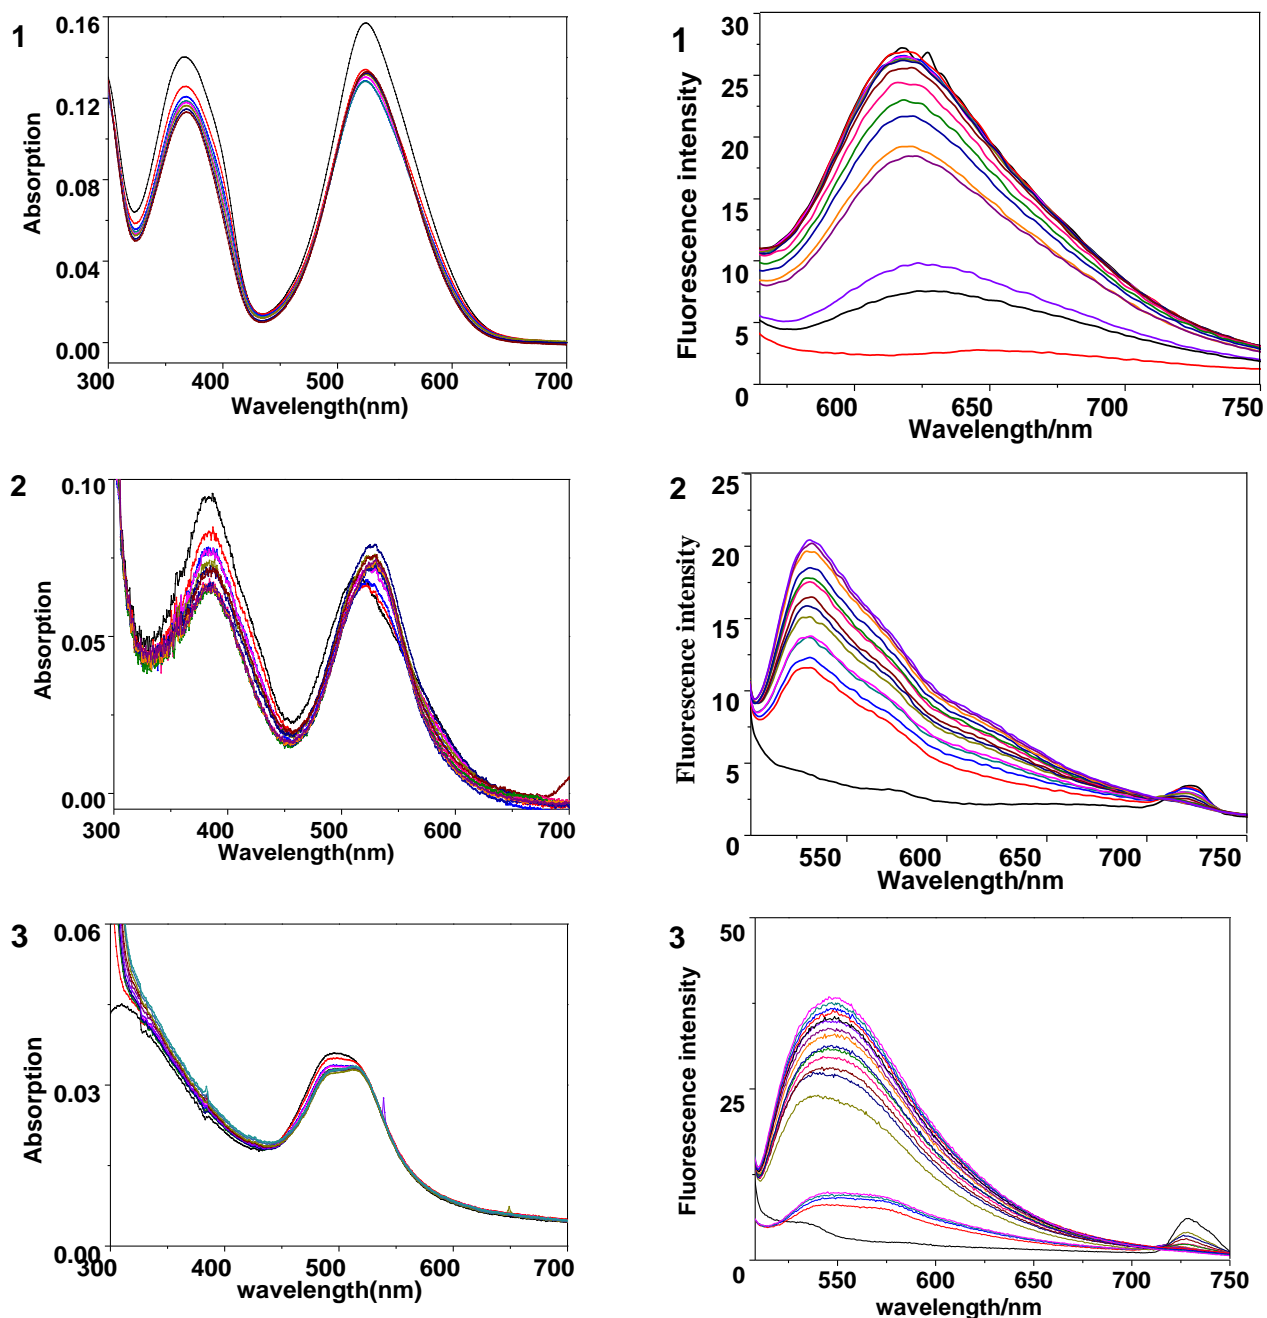 1
0.16
0.12
0.08
0.04
0.00
Absorption
300 400 500 600 700
Wavelength(nm)
1
30
25
20
15
10
5
0
Fluorescence intensity
600 650 700 750
Wavelength/nm
2
0.10
0.05
0.00
Absorption
300 400 500 600 700
Wavelength(nm)
2
25
20
15
10
5
0
Fluorescence intensity
550 600 650 700 750
Wavelength/nm
3
0.06
0.03
0.00
Absorption
300 400 500 600 700
wavelength(nm)
3
50
25
0
Fluorescence intensity
550 600 650 700 750
wavelength/nm